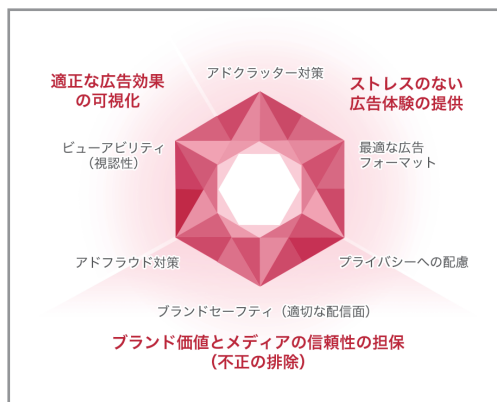 アドクラッター対策
適正な広告効果
の可視化
ストレスのない
広告体験の提供
ビューアビリティ
（視認性）
最適な広告
フォーマット
アドフラウド対策
プライバシーへの配慮
ブランドセーフティ（適切な配信面）
ブランド価値とメディアの信頼性の担保
（不正の排除）